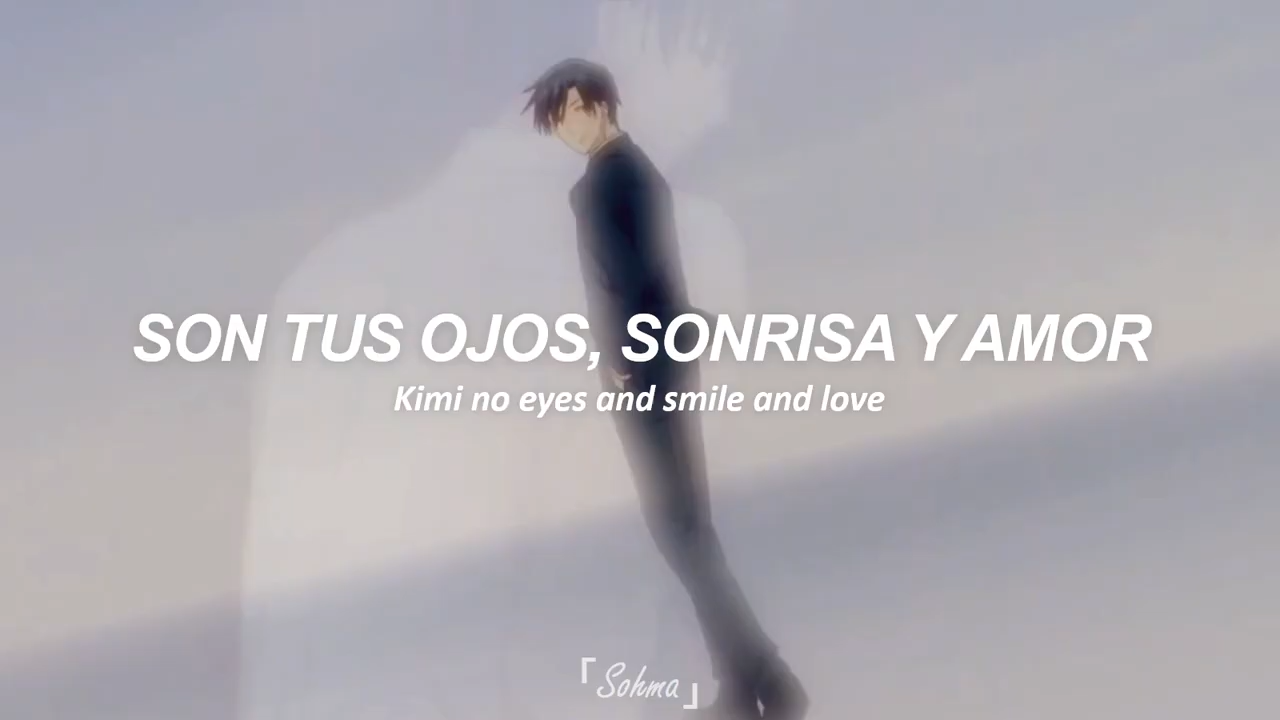 SON TUS OJOS, SONRISA Y AMOR
Kimi no eyes and smile and love
「Sohma」